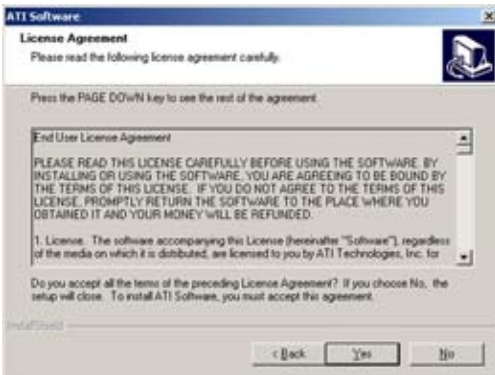 ATI Software
License Agreement
Please read the following license agreement carefully.
Press the PAGE DOWN key to see the rest of the agreement.
End User License Agreement
PLEASE READ THIS LICENSE CAREFULLY BEFORE USING THE SOFTWARE. BY
INSTALLING OR USING THE SOFTWARE, YOU ARE AGREEING TO BE BOUND BY
THE TERMS OF THIS LICENSE. IF YOU DO NOT AGREE TO THE TERMS OF THIS
LICENSE, PROMPTLY RETURN THE SOFTWARE TO THE PLACE WHERE YOU
OBTAINED IT AND YOUR MONEY WILL BE REFUNDED.
1. License. The software accompanying this License (hereinafter "Software"), regardless
of the media on which it is distributed, are licensed to you by ATI Technologies, Inc. for
Do you accept all the terms of the preceding License Agreement? If you choose No, the
setup will close. To install ATI Software, you must accept this agreement.
InstallShield
< Back Yes No